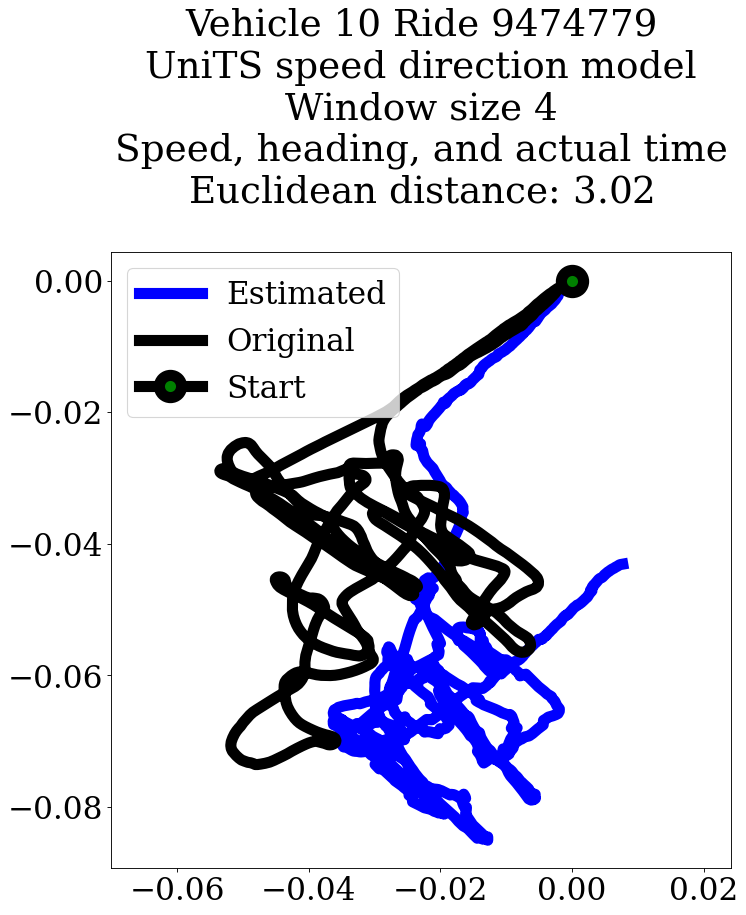 Vehicle 10 Ride 9474779
UniTS speed direction model
Window size 4
Speed, heading, and actual time
Euclidean distance: 3.02
Estimated
Original
Start
0.00
−0.02
−0.04
−0.06
−0.08
−0.06 −0.04 −0.02 0.00 0.02